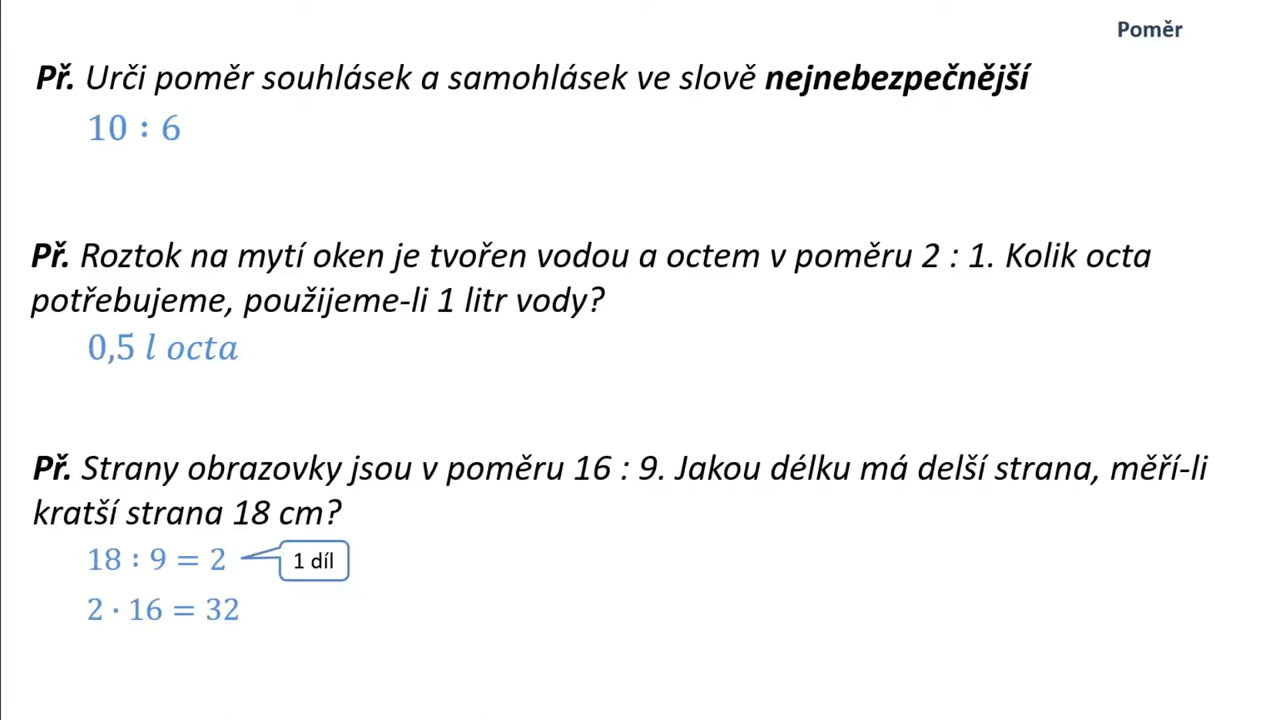 Poměr
Př. Urči poměr souhlásek a samohlásek ve slově nejnebezpečnější
10 : 6
Př. Roztok na mytí oken je tvořen vodou a octem v poměru 2 : 1. Kolik octa
potřebujeme, použijeme-li 1 litr vody?
0,5 l octa
Př. Strany obrazovky jsou v poměru 16 : 9. Jakou délku má delší strana, měří-li
kratší strana 18 cm?
18 : 9 = 2
1 díl
2 · 16 = 32